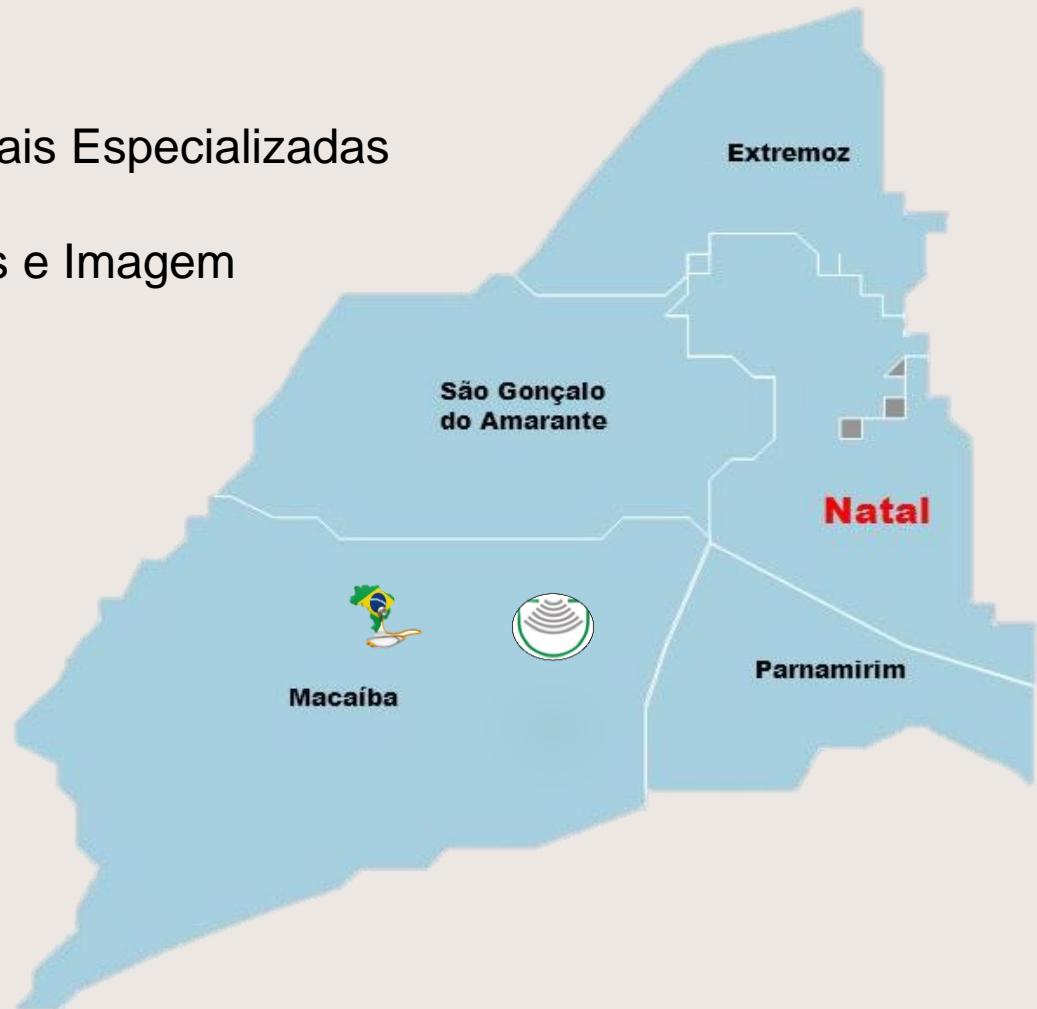 ais Especializadas
s e Imagem
Extremoz
São Gonçalo
do Amarante
Natal
Parnamirim
Macaíba